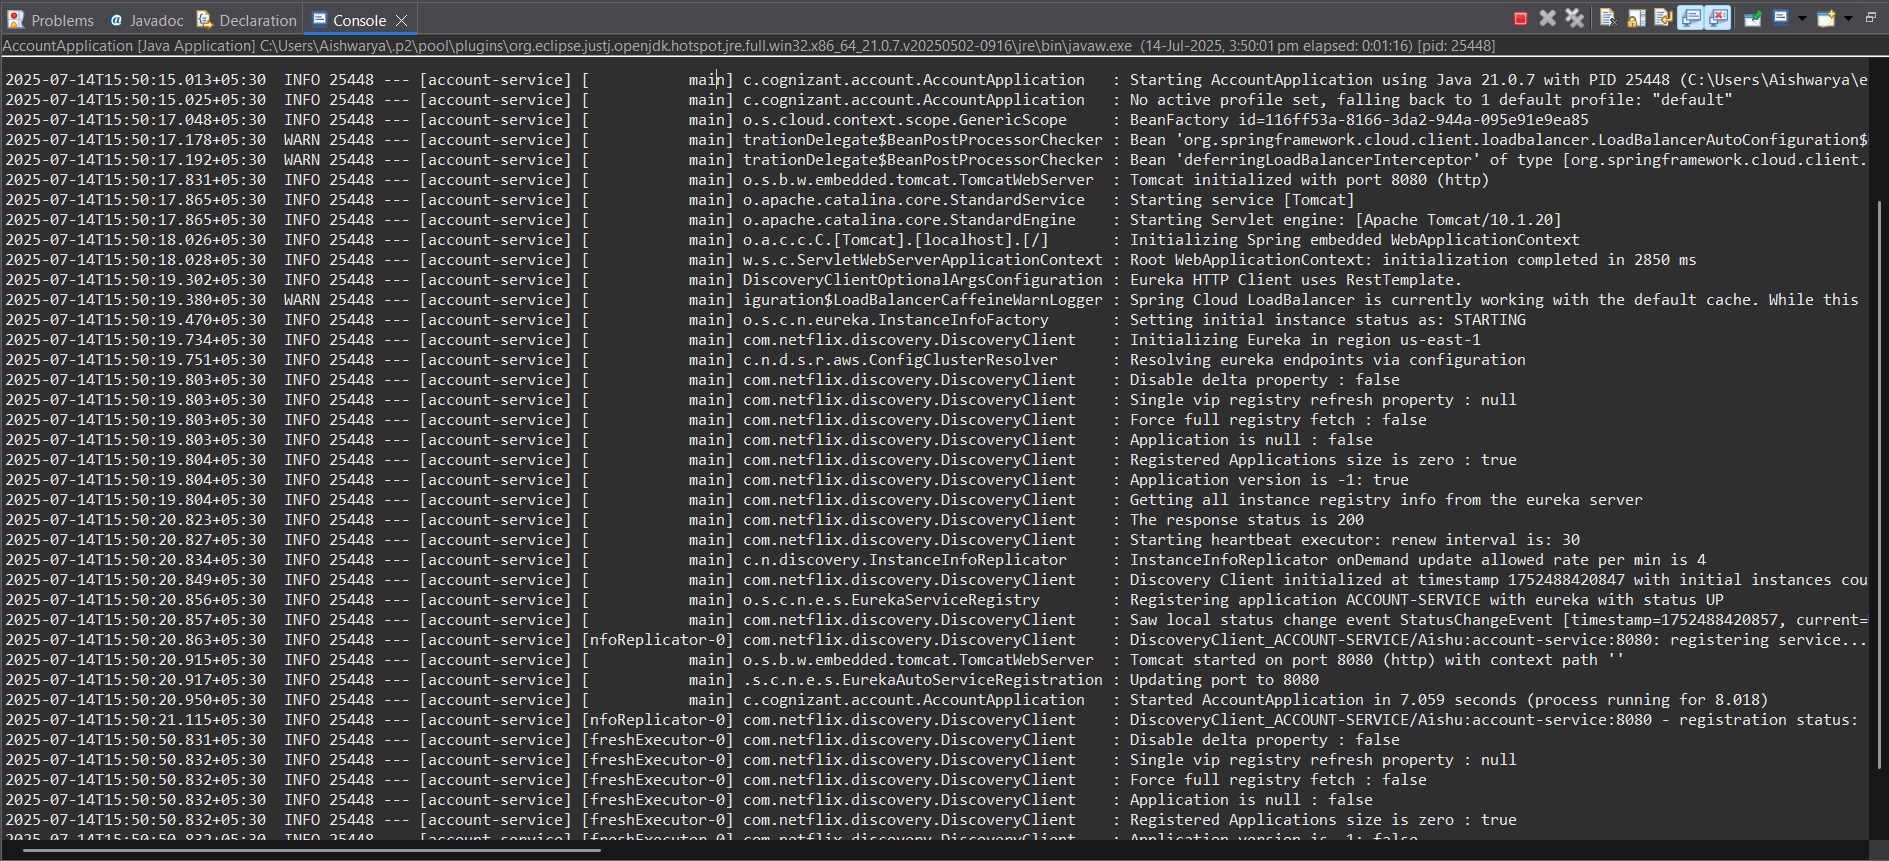 Problems  Javadoc  Declaration  Console
AccountApplication [Java Application] C:\Users\Aishwarya\.p2\pool\plugins\org.eclipse.justj.openjdk.hotspot.jre.full.win32.x86_64_21.0.7.v20250502-0916\jre\bin\javaw.exe (14-Jul-2025, 3:50:01 pm elapsed: 0:01:16) [pid: 25448]
2025-07-14T15:50:15.013+05:30  INFO 25448 --- [account-service] [           main] c.cognizant.account.AccountApplication   : Starting AccountApplication using Java 21.0.7 with PID 25448 (C:\Users\Aishwarya\e
2025-07-14T15:50:15.025+05:30  INFO 25448 --- [account-service] [           main] c.cognizant.account.AccountApplication   : No active profile set, falling back to 1 default profile: "default"
2025-07-14T15:50:17.048+05:30  INFO 25448 --- [account-service] [           main] o.s.cloud.context.scope.GenericScope     : BeanFactory id=116ff53a-8166-3da2-944a-095e91e9ea85
2025-07-14T15:50:17.178+05:30  WARN 25448 --- [account-service] [           main] trationDelegate$BeanPostProcessorChecker : Bean 'org.springframework.cloud.client.loadbalancer.LoadBalancerAutoConfiguration$
2025-07-14T15:50:17.192+05:30  WARN 25448 --- [account-service] [           main] trationDelegate$BeanPostProcessorChecker : Bean 'deferringLoadBalancerInterceptor' of type [org.springframework.cloud.client.
2025-07-14T15:50:17.831+05:30  INFO 25448 --- [account-service] [           main] o.s.b.w.embedded.tomcat.TomcatWebServer  : Tomcat initialized with port 8080 (http)
2025-07-14T15:50:17.865+05:30  INFO 25448 --- [account-service] [           main] o.apache.catalina.core.StandardService   : Starting service [Tomcat]
2025-07-14T15:50:17.865+05:30  INFO 25448 --- [account-service] [           main] o.apache.catalina.core.StandardEngine    : Starting Servlet engine: [Apache Tomcat/10.1.20]
2025-07-14T15:50:18.026+05:30  INFO 25448 --- [account-service] [           main] o.a.c.c.C.[Tomcat].[localhost].[/]       : Initializing Spring embedded WebApplicationContext
2025-07-14T15:50:18.028+05:30  INFO 25448 --- [account-service] [           main] w.s.c.ServletWebServerApplicationContext : Root WebApplicationContext: initialization completed in 2850 ms
2025-07-14T15:50:19.302+05:30  INFO 25448 --- [account-service] [           main] DiscoveryClientOptionalArgsConfiguration : Eureka HTTP Client uses RestTemplate.
2025-07-14T15:50:19.380+05:30  WARN 25448 --- [account-service] [           main] iguration$LoadBalancerCaffeineWarnLogger : Spring Cloud LoadBalancer is currently working with the default cache. While this
2025-07-14T15:50:19.470+05:30  INFO 25448 --- [account-service] [           main] o.s.c.n.eureka.InstanceInfoFactory       : Setting initial instance status as: STARTING
2025-07-14T15:50:19.734+05:30  INFO 25448 --- [account-service] [           main] com.netflix.discovery.DiscoveryClient    : Initializing Eureka in region us-east-1
2025-07-14T15:50:19.751+05:30  INFO 25448 --- [account-service] [           main] c.n.d.s.r.aws.ConfigClusterResolver      : Resolving eureka endpoints via configuration
2025-07-14T15:50:19.803+05:30  INFO 25448 --- [account-service] [           main] com.netflix.discovery.DiscoveryClient    : Disable delta property : false
2025-07-14T15:50:19.803+05:30  INFO 25448 --- [account-service] [           main] com.netflix.discovery.DiscoveryClient    : Single vip registry refresh property : null
2025-07-14T15:50:19.803+05:30  INFO 25448 --- [account-service] [           main] com.netflix.discovery.DiscoveryClient    : Force full registry fetch : false
2025-07-14T15:50:19.803+05:30  INFO 25448 --- [account-service] [           main] com.netflix.discovery.DiscoveryClient    : Application is null : false
2025-07-14T15:50:19.804+05:30  INFO 25448 --- [account-service] [           main] com.netflix.discovery.DiscoveryClient    : Registered Applications size is zero : true
2025-07-14T15:50:19.804+05:30  INFO 25448 --- [account-service] [           main] com.netflix.discovery.DiscoveryClient    : Application version is -1: true
2025-07-14T15:50:19.804+05:30  INFO 25448 --- [account-service] [           main] com.netflix.discovery.DiscoveryClient    : Getting all instance registry info from the eureka server
2025-07-14T15:50:20.823+05:30  INFO 25448 --- [account-service] [           main] com.netflix.discovery.DiscoveryClient    : The response status is 200
2025-07-14T15:50:20.827+05:30  INFO 25448 --- [account-service] [           main] com.netflix.discovery.DiscoveryClient    : Starting heartbeat executor: renew interval is: 30
2025-07-14T15:50:20.834+05:30  INFO 25448 --- [account-service] [           main] c.n.discovery.InstanceInfoReplicator     : InstanceInfoReplicator onDemand update allowed rate per min is 4
2025-07-14T15:50:20.849+05:30  INFO 25448 --- [account-service] [           main] com.netflix.discovery.DiscoveryClient    : Discovery Client initialized at timestamp 1752488420847 with initial instances cou
2025-07-14T15:50:20.856+05:30  INFO 25448 --- [account-service] [           main] o.s.c.n.e.s.EurekaServiceRegistry        : Registering application ACCOUNT-SERVICE with eureka with status UP
2025-07-14T15:50:20.857+05:30  INFO 25448 --- [account-service] [           main] com.netflix.discovery.DiscoveryClient    : Saw local status change event StatusChangeEvent [timestamp=1752488420857, current=
2025-07-14T15:50:20.863+05:30  INFO 25448 --- [account-service] [nfoReplicator-0] com.netflix.discovery.DiscoveryClient    : DiscoveryClient_ACCOUNT-SERVICE/Aishu:account-service:8080: registering service...
2025-07-14T15:50:20.915+05:30  INFO 25448 --- [account-service] [           main] o.s.b.w.embedded.tomcat.TomcatWebServer  : Tomcat started on port 8080 (http) with context path ''
2025-07-14T15:50:20.917+05:30  INFO 25448 --- [account-service] [           main] .s.c.n.e.s.EurekaAutoServiceRegistration : Updating port to 8080
2025-07-14T15:50:20.950+05:30  INFO 25448 --- [account-service] [           main] c.cognizant.account.AccountApplication   : Started AccountApplication in 7.059 seconds (process running for 8.018)
2025-07-14T15:50:21.115+05:30  INFO 25448 --- [account-service] [nfoReplicator-0] com.netflix.discovery.DiscoveryClient    : DiscoveryClient_ACCOUNT-SERVICE/Aishu:account-service:8080 - registration status:
2025-07-14T15:50:50.831+05:30  INFO 25448 --- [account-service] [freshExecutor-0] com.netflix.discovery.DiscoveryClient    : Disable delta property : false
2025-07-14T15:50:50.832+05:30  INFO 25448 --- [account-service] [freshExecutor-0] com.netflix.discovery.DiscoveryClient    : Single vip registry refresh property : null
2025-07-14T15:50:50.832+05:30  INFO 25448 --- [account-service] [freshExecutor-0] com.netflix.discovery.DiscoveryClient    : Force full registry fetch : false
2025-07-14T15:50:50.832+05:30  INFO 25448 --- [account-service] [freshExecutor-0] com.netflix.discovery.DiscoveryClient    : Application is null : false
2025-07-14T15:50:50.832+05:30  INFO 25448 --- [account-service] [freshExecutor-0] com.netflix.discovery.DiscoveryClient    : Registered Applications size is zero : true
2025-07-14T15:50:50.832+05:30  INFO 25448 --- [account-service] [freshExecutor-0] com.netflix.discovery.DiscoveryClient    : Application version is -1: false